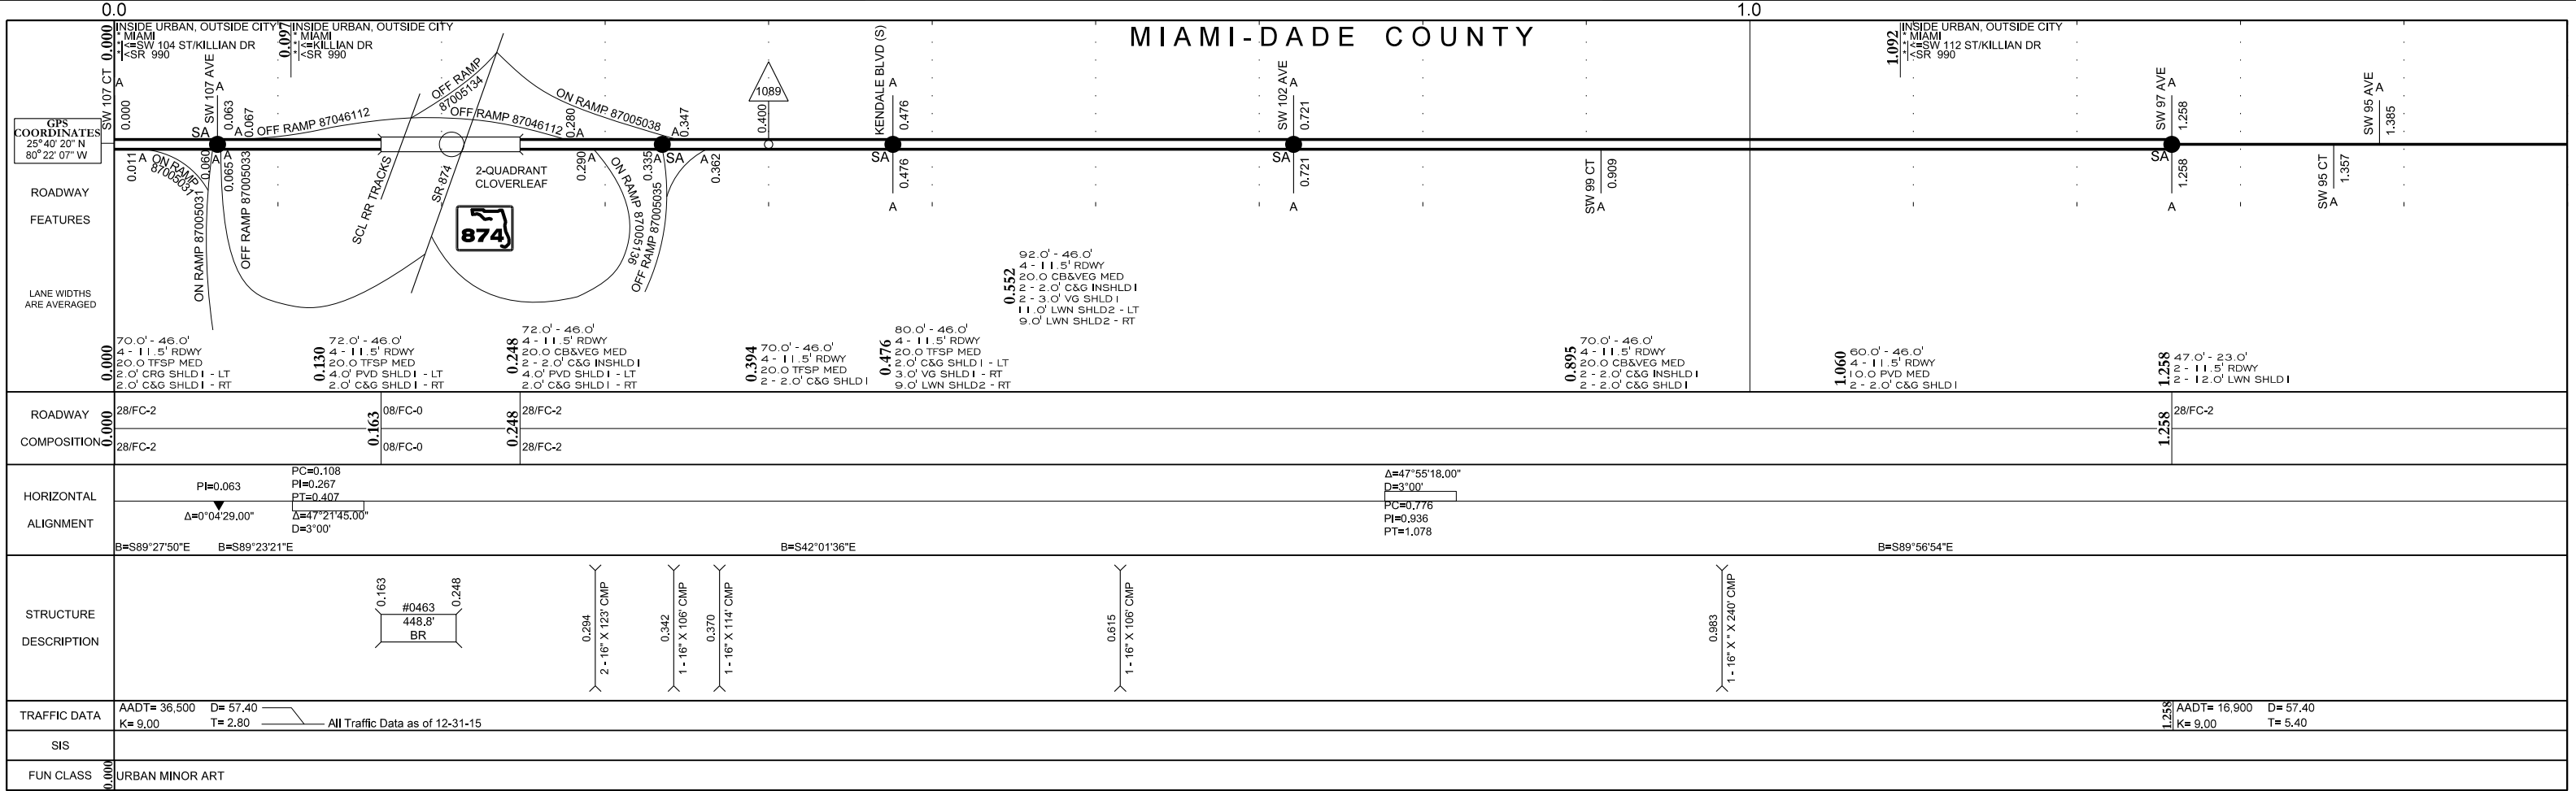 0.0
1.0
MIAMI-DADE COUNTY
0.000
INSIDE URBAN, OUTSIDE CITY
* MIAMI
* <=SW 104 ST/KILLIAN DR
* <SR 990
0.097
INSIDE URBAN, OUTSIDE CITY
* MIAMI
* <=KILLIAN DR
* <SR 990
1.092
INSIDE URBAN, OUTSIDE CITY
* MIAMI
* <=SW 112 ST/KILLIAN DR
* <SR 990
GPS
COORDINATES
25°40' 20" N
80°22' 07" W
SW 107 CT
A
0.000
SW 107 AVE
A
0.063
SA
A
0.067
OFF RAMP 87046112
OFF RAMP
87005134
OFF RAMP 87046112
0.280
A
ON RAMP 87005038
0.347
A
1089
0.400
KENDALE BLVD (S)
A
0.476
SW 102 AVE
A
0.721
SW 97 AVE
A
1.258
SW 95 AVE
A
1.385
0.011
A
ON RAMP
87005031
0.060
A
A
0.065
ON RAMP 87005031
OFF RAMP 87005033
SCL RR TRACKS
SR 874
2-QUADRANT
CLOVERLEAF
874
0.290
A
ON RAMP 87005136
0.335
A
SA
OFF RAMP 87005035
A
0.362
SA
0.476
A
SA
0.721
A
SW 99 CT
0.909
A
SA
1.258
A
SW 95 CT
1.357
A
ROADWAY
FEATURES
LANE WIDTHS
ARE AVERAGED
0.000
70.0' - 46.0'
4 - 11.5' RDWY
20.0 TFSP MED
2.0' CRG SHLD1 - LT
2.0' C&G SHLD1 - RT
0.130
72.0' - 46.0'
4 - 11.5' RDWY
20.0 TFSP MED
4.0' PVD SHLD1 - LT
2.0' C&G SHLD1 - RT
0.248
72.0' - 46.0'
4 - 11.5' RDWY
20.0 CB&VEG MED
2 - 2.0' C&G INSHLD1
4.0' PVD SHLD1 - LT
2.0' C&G SHLD1 - RT
0.394
70.0' - 46.0'
4 - 11.5' RDWY
20.0 TFSP MED
2 - 2.0' C&G SHLD1
0.476
80.0' - 46.0'
4 - 11.5' RDWY
20.0 TFSP MED
2.0' C&G SHLD1 - LT
3.0' VG SHLD1 - RT
9.0' LWN SHLD2 - RT
0.552
92.0' - 46.0'
4 - 11.5' RDWY
20.0 CB&VEG MED
2 - 2.0' C&G INSHLD1
2 - 3.0' VG SHLD1
11.0' LWN SHLD2 - LT
9.0' LWN SHLD2 - RT
0.895
70.0' - 46.0'
4 - 11.5' RDWY
20.0 CB&VEG MED
2 - 2.0' C&G INSHLD1
2 - 2.0' C&G SHLD1
1.060
60.0' - 46.0'
4 - 11.5' RDWY
10.0 PVD MED
2 - 2.0' C&G SHLD1
1.258
47.0' - 23.0'
2 - 11.5' RDWY
2 - 12.0' LWN SHLD1
ROADWAY
COMPOSITION
0.000
28/FC-2
28/FC-2
0.163
08/FC-0
08/FC-0
0.248
28/FC-2
28/FC-2
1.258
28/FC-2
HORIZONTAL
ALIGNMENT
PI=0.063
Δ=0°04'29.00"
PC=0.108
PI=0.267
PT=0.407
Δ=47°21'45.00"
D=3°00'
Δ=47°55'18.00"
D=3°00'
PC=0.776
PI=0.936
PT=1.078
B=S89°27'50"E
B=S89°23'21"E
B=S42°01'36"E
B=S89°56'54"E
STRUCTURE
DESCRIPTION
0.163
0.248
#0463
448.8'
BR
0.294
2 - 16" X 123' CMP
0.342
1 - 16" X 106' CMP
0.370
1 - 16" X 114' CMP
0.615
1 - 16" X 106' CMP
0.983
1 - 16" X " X 240' CMP
TRAFFIC DATA
AADT= 36,500 D= 57.40
K= 9.00 T= 2.80
All Traffic Data as of 12-31-15
1.258
AADT= 16,900 D= 57.40
K= 9.00 T= 5.40
SIS
FUN CLASS
0.000
URBAN MINOR ART